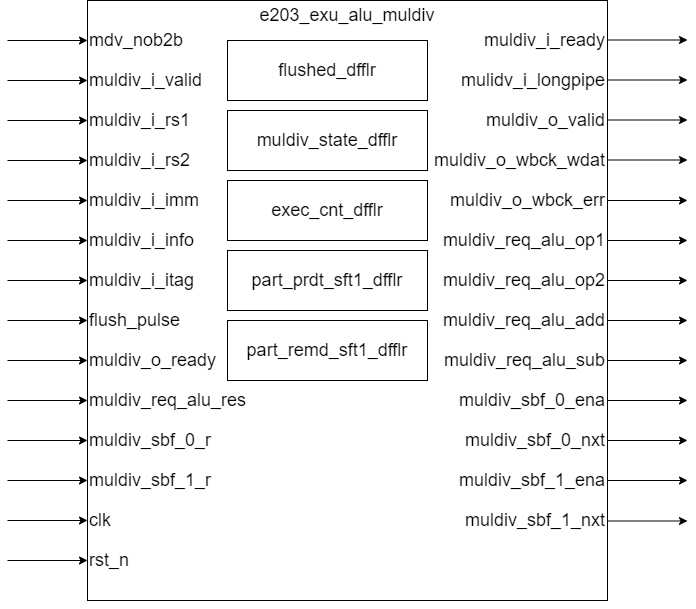 e203_exu_alu_muldiv
mdv_nob2b
muldiv_i_valid
muldiv_i_rs1
muldiv_i_rs2
muldiv_i_imm
muldiv_i_info
muldiv_i_itag
flush_pulse
muldiv_o_ready
muldiv_req_alu_res
muldiv_sbf_0_r
muldiv_sbf_1_r
clk
rst_n
flushed_dfflr
muldiv_state_dfflr
exec_cnt_dfflr
part_prdt_sft1_dfflr
part_remd_sft1_dfflr
muldiv_i_ready
mulidv_i_longpipe
muldiv_o_valid
muldiv_o_wbck_wdat
muldiv_o_wbck_err
muldiv_req_alu_op1
muldiv_req_alu_op2
muldiv_req_alu_add
muldiv_req_alu_sub
muldiv_sbf_0_ena
muldiv_sbf_0_nxt
muldiv_sbf_1_ena
muldiv_sbf_1_nxt